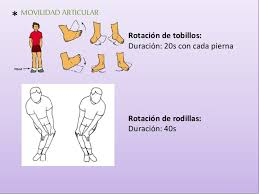 * MOVILIDAD ARTICULAR
Rotación de tobillos:
Duración: 20s con cada pierna
Rotación de rodillas:
Duración: 40s